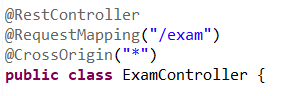 @RestController
@RequestMapping("/exam")
@CrossOrigin("*")
public class ExamController {